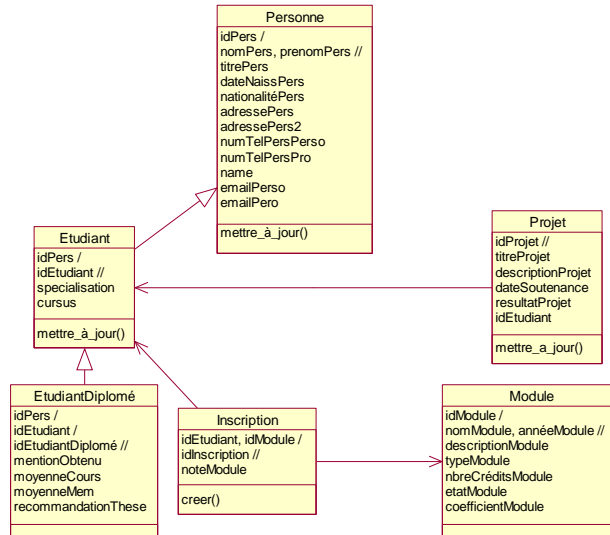 Personne
idPers /
nomPers, prenomPers //
titrePers
dateNaissPers
nationalitéPers
adressePers
adressePers2
numTelPersPerso
numTelPersPro
name
emailPerso
emailPero
mettre_à_jour()
Etudiant
idPers /
idEtudiant //
specialisation
cursus
mettre_à_jour()
Projet
idProjet //
titreProjet
descriptionProjet
dateSoutenance
resultatProjet
idEtudiant
mettre_a_jour()
EtudiantDiplomé
idPers /
idEtudiant /
idEtudiantDiplomé //
mentionObtenu
moyenneCours
moyenneMem
recommandationThese
Inscription
idEtudiant, idModule /
idInscription //
noteModule
creer()
Module
idModule /
nomModule, annéeModule //
descriptionModule
typeModule
nbreCréditsModule
etatModule
coefficientModule